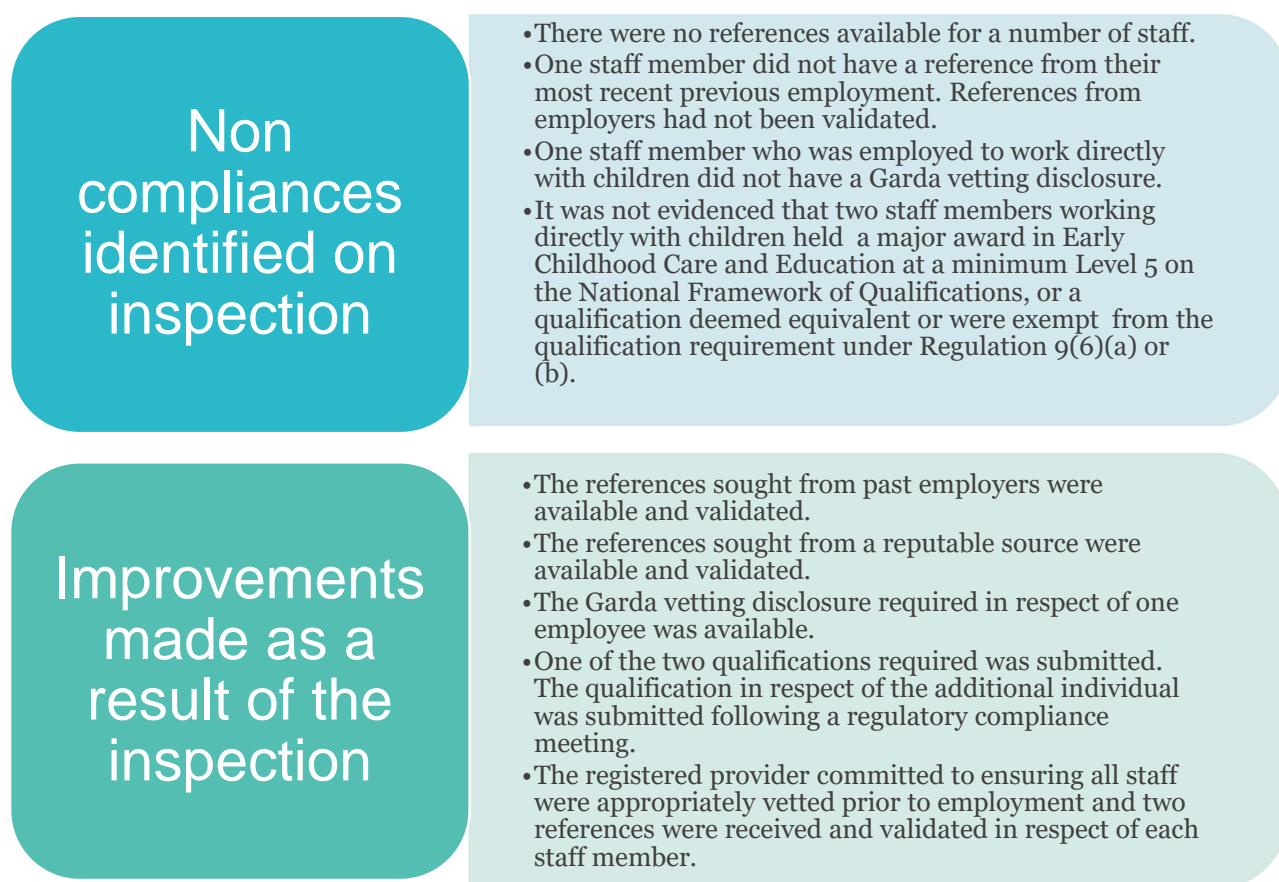 Non
compliances
identified on
inspection
•There were no references available for a number of staff.
•One staff member did not have a reference from their
most recent previous employment. References from
employers had not been validated.
•One staff member who was employed to work directly
with children did not have a Garda vetting disclosure.
•It was not evidenced that two staff members working
directly with children held  a major award in Early
Childhood Care and Education at a minimum Level 5 on
the National Framework of Qualifications, or a
qualification deemed equivalent or were exempt  from the
qualification requirement under Regulation 9(6)(a) or
(b).
Improvements
made as a
result of the
inspection
•The references sought from past employers were
available and validated.
•The references sought from a reputable source were
available and validated.
•The Garda vetting disclosure required in respect of one
employee was available.
•One of the two qualifications required was submitted.
The qualification in respect of the additional individual
was submitted following a regulatory compliance
meeting.
•The registered provider committed to ensuring all staff
were appropriately vetted prior to employment and two
references were received and validated in respect of each
staff member.